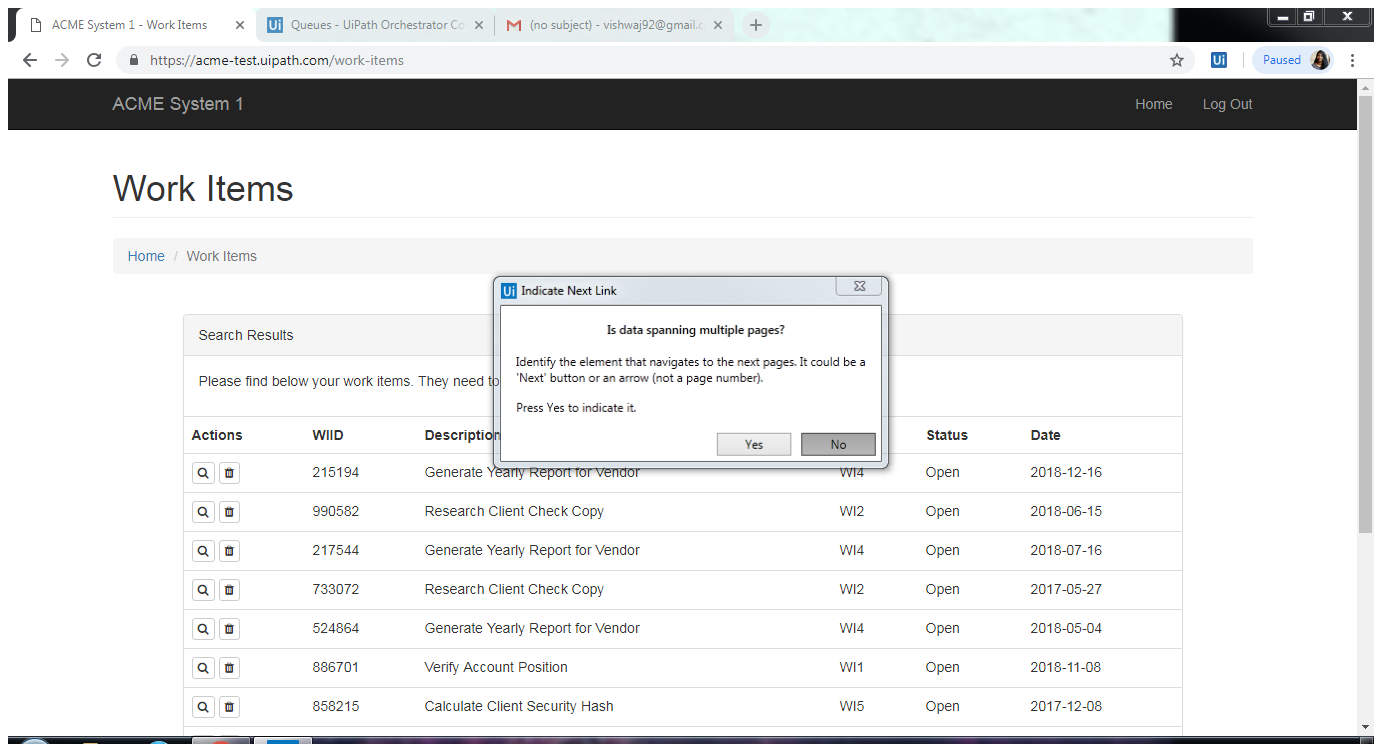 ACME System 1 - Work Items
Ui Queues - UiPath Orchestrator Co
(no subject) - vishwaj92@gmail.c
https://acme-test.uipath.com/work-items
Ui
Paused
ACME System 1 Home Log Out
Work Items
Home / Work Items
Ui Indicate Next Link
Is data spanning multiple pages?
Identify the element that navigates to the next pages. It could be a
'Next' button or an arrow (not a page number).
Press Yes to indicate it.
Yes No
Search Results
Please find below your work items. They need to
Actions WIID Description Status Date
215194 Generate Yearly Report for Vendor WI4 Open 2018-12-16
990582 Research Client Check Copy WI2 Open 2018-06-15
217544 Generate Yearly Report for Vendor WI4 Open 2018-07-16
733072 Research Client Check Copy WI2 Open 2017-05-27
524864 Generate Yearly Report for Vendor WI4 Open 2018-05-04
886701 Verify Account Position WI1 Open 2018-11-08
858215 Calculate Client Security Hash WI5 Open 2017-12-08